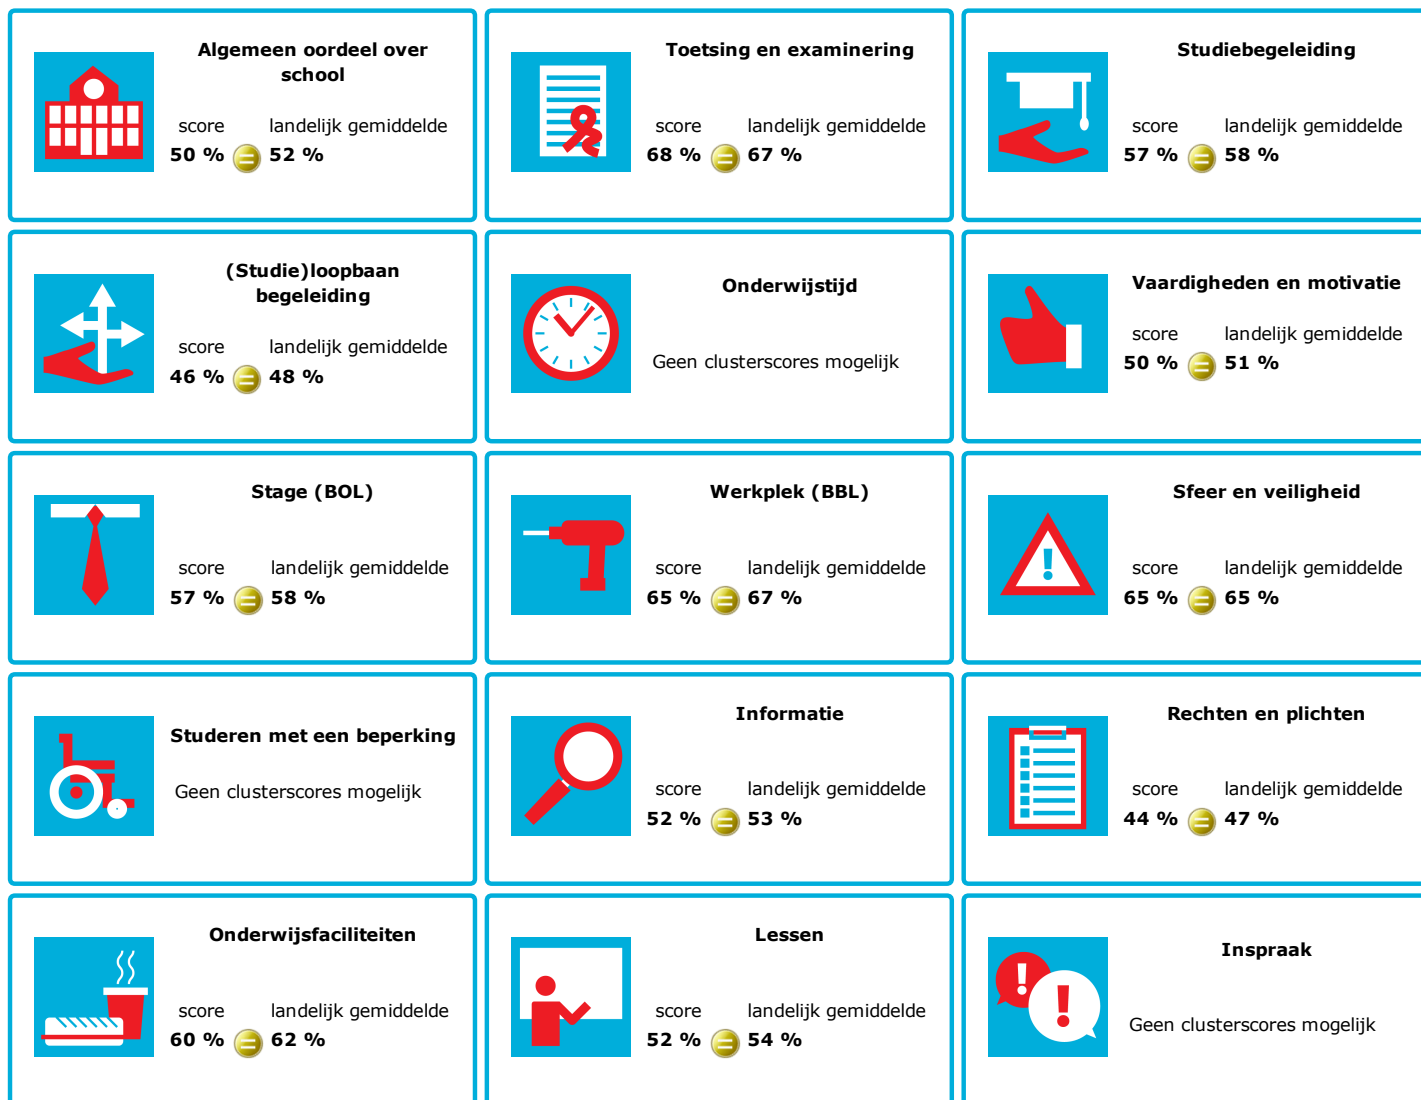 Algemeen oordeel over
school
score landelijk gemiddelde
50 % = 52 %
Toetsing en examinering
score landelijk gemiddelde
68 % = 67 %
Studiebegeleiding
score landelijk gemiddelde
57 % = 58 %
(Studie)loopbaan
begeleiding
score landelijk gemiddelde
46 % = 48 %
Onderwijstijd
Geen clusterscores mogelijk
Vaardigheden en motivatie
score landelijk gemiddelde
50 % = 51 %
Stage (BOL)
score landelijk gemiddelde
57 % = 58 %
Werkplek (BBL)
score landelijk gemiddelde
65 % = 67 %
Sfeer en veiligheid
score landelijk gemiddelde
65 % = 65 %
Studeren met een beperking
Geen clusterscores mogelijk
Informatie
score landelijk gemiddelde
52 % = 53 %
Rechten en plichten
score landelijk gemiddelde
44 % = 47 %
Onderwijsfaciliteiten
score landelijk gemiddelde
60 % = 62 %
Lessen
score landelijk gemiddelde
52 % = 54 %
Inspraak
Geen clusterscores mogelijk